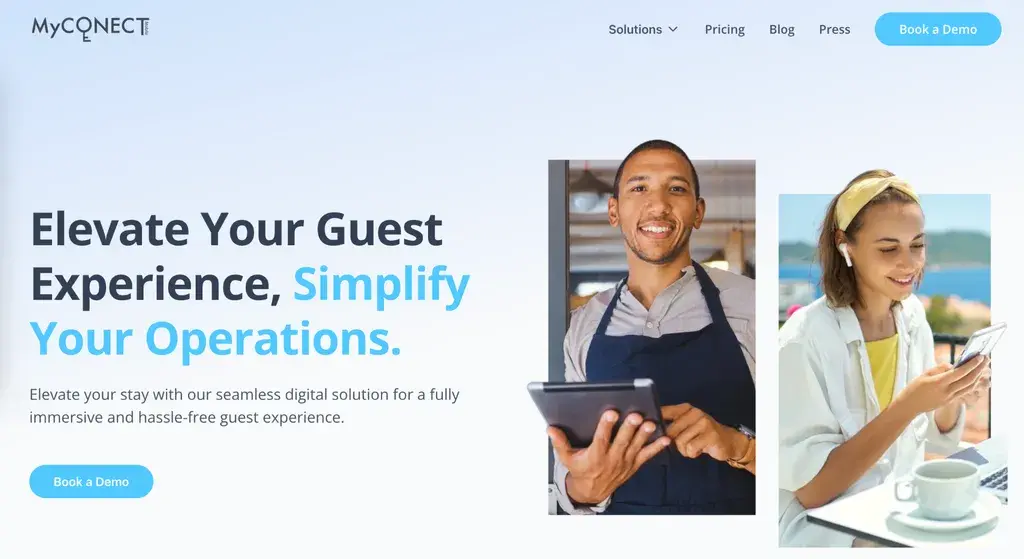 MyCONECT
Solutions
Pricing
Blog
Press
Book a Demo
Elevate Your Guest
Experience, Simplify
Your Operations.
Elevate your stay with our seamless digital solution for a fully
immersive and hassle-free guest experience.
Book a Demo